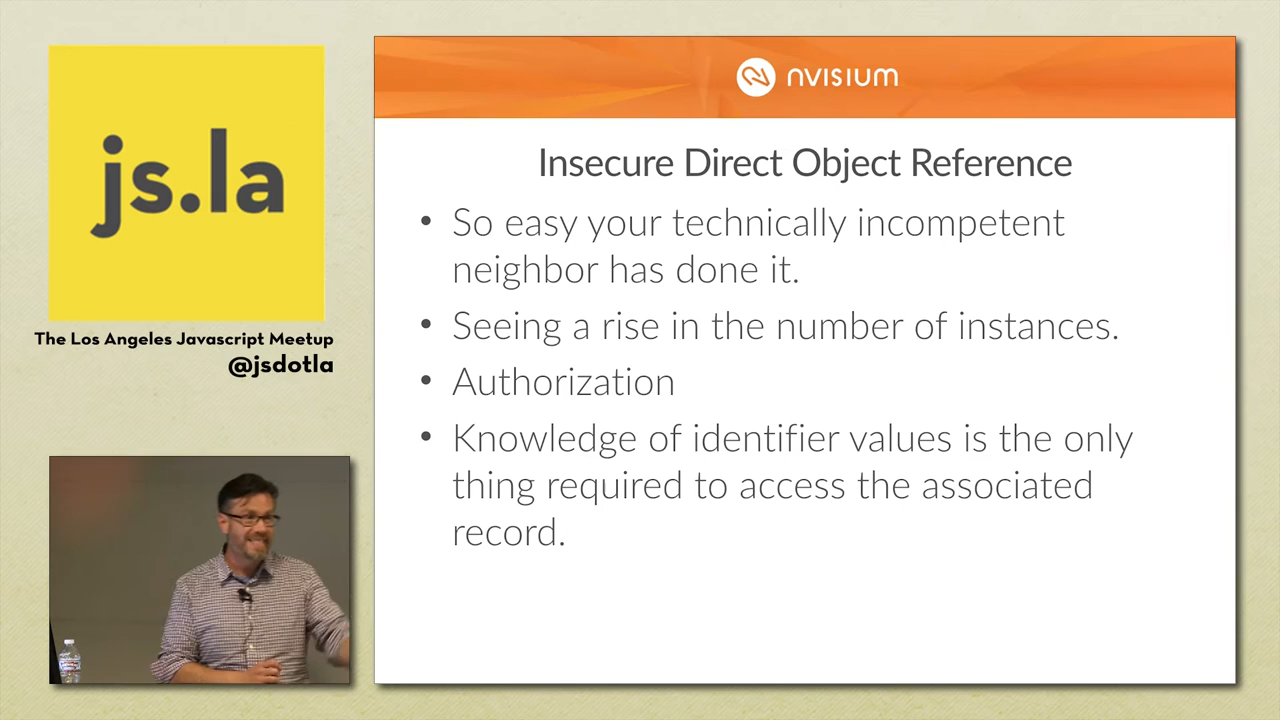 js.la
The Los Angeles Javascript Meetup
@jsdotla
nVISIUM
Insecure Direct Object Reference
• So easy your technically incompetent
neighbor has done it.
• Seeing a rise in the number of instances.
• Authorization
• Knowledge of identifier values is the only
thing required to access the associated
record.